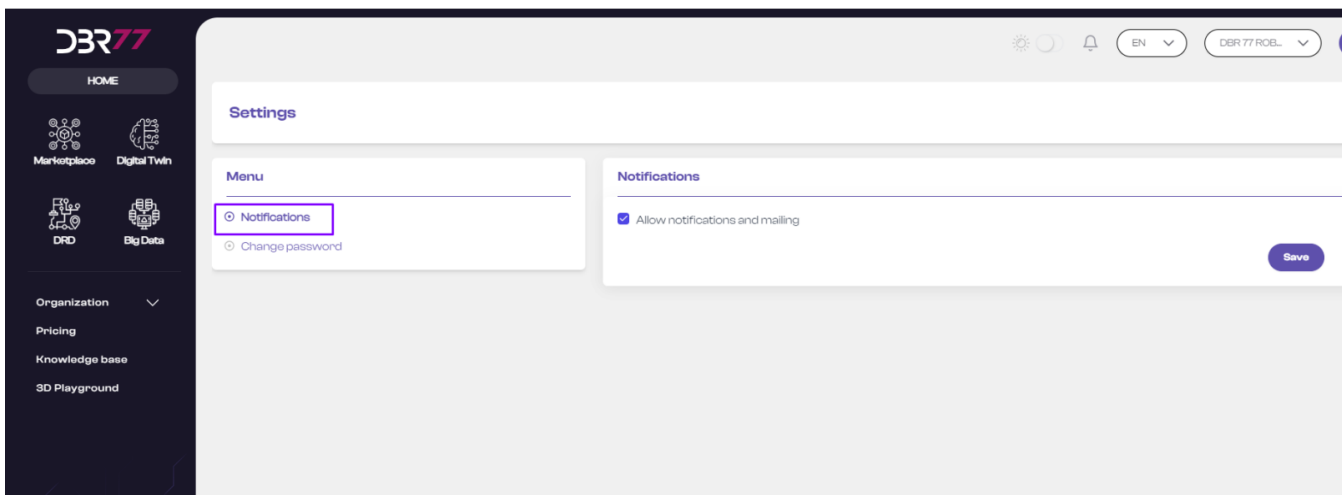 DBR77
EN
DBR 77 ROB...
HOME
Marketplace
Digital Twin
DRD
Big Data
Organization
Pricing
Knowledge base
3D Playground
Settings
Menu
Notifications
Change password
Notifications
Allow notifications and mailing
Save